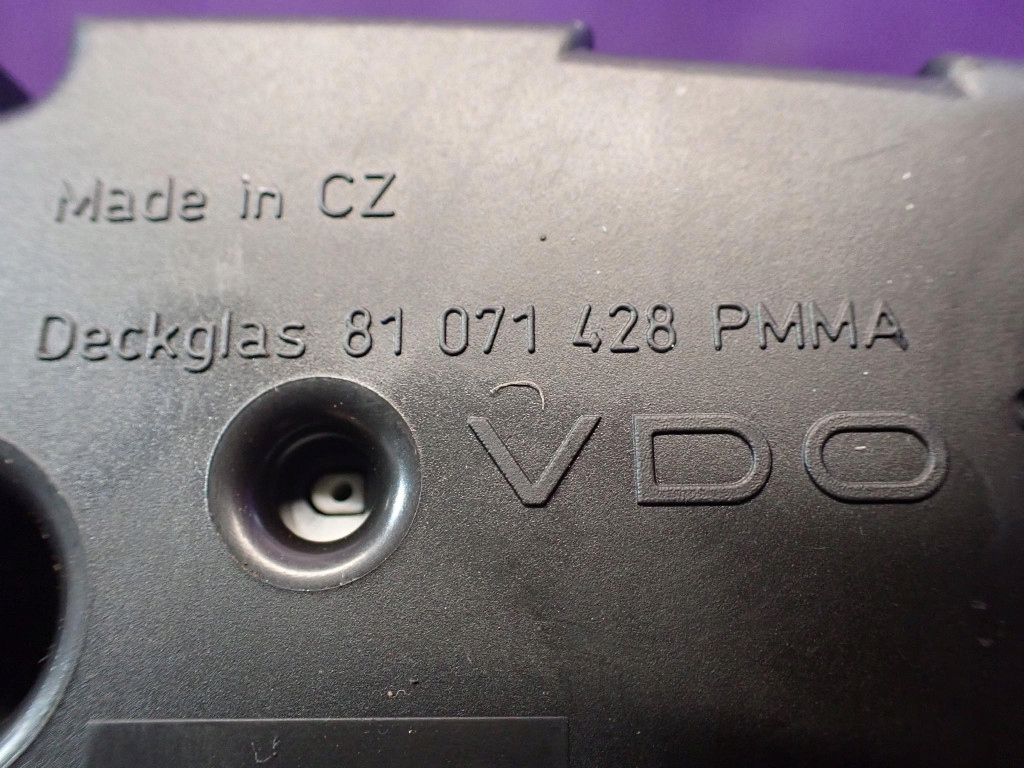 Made in CZ
Deckglas 81 071 428 PMMA
VDO